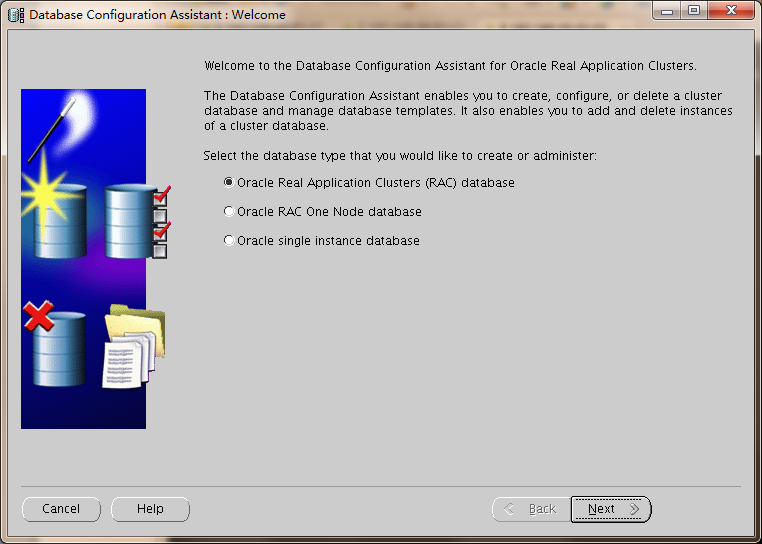 Database Configuration Assistant : Welcome
Welcome to the Database Configuration Assistant for Oracle Real Application Clusters.
The Database Configuration Assistant enables you to create, configure, or delete a cluster
database and manage database templates. It also enables you to add and delete instances
of a cluster database.
Select the database type that you would like to create or administer:
Oracle Real Application Clusters (RAC) database
Oracle RAC One Node database
Oracle single instance database
Cancel
Help
Back
Next